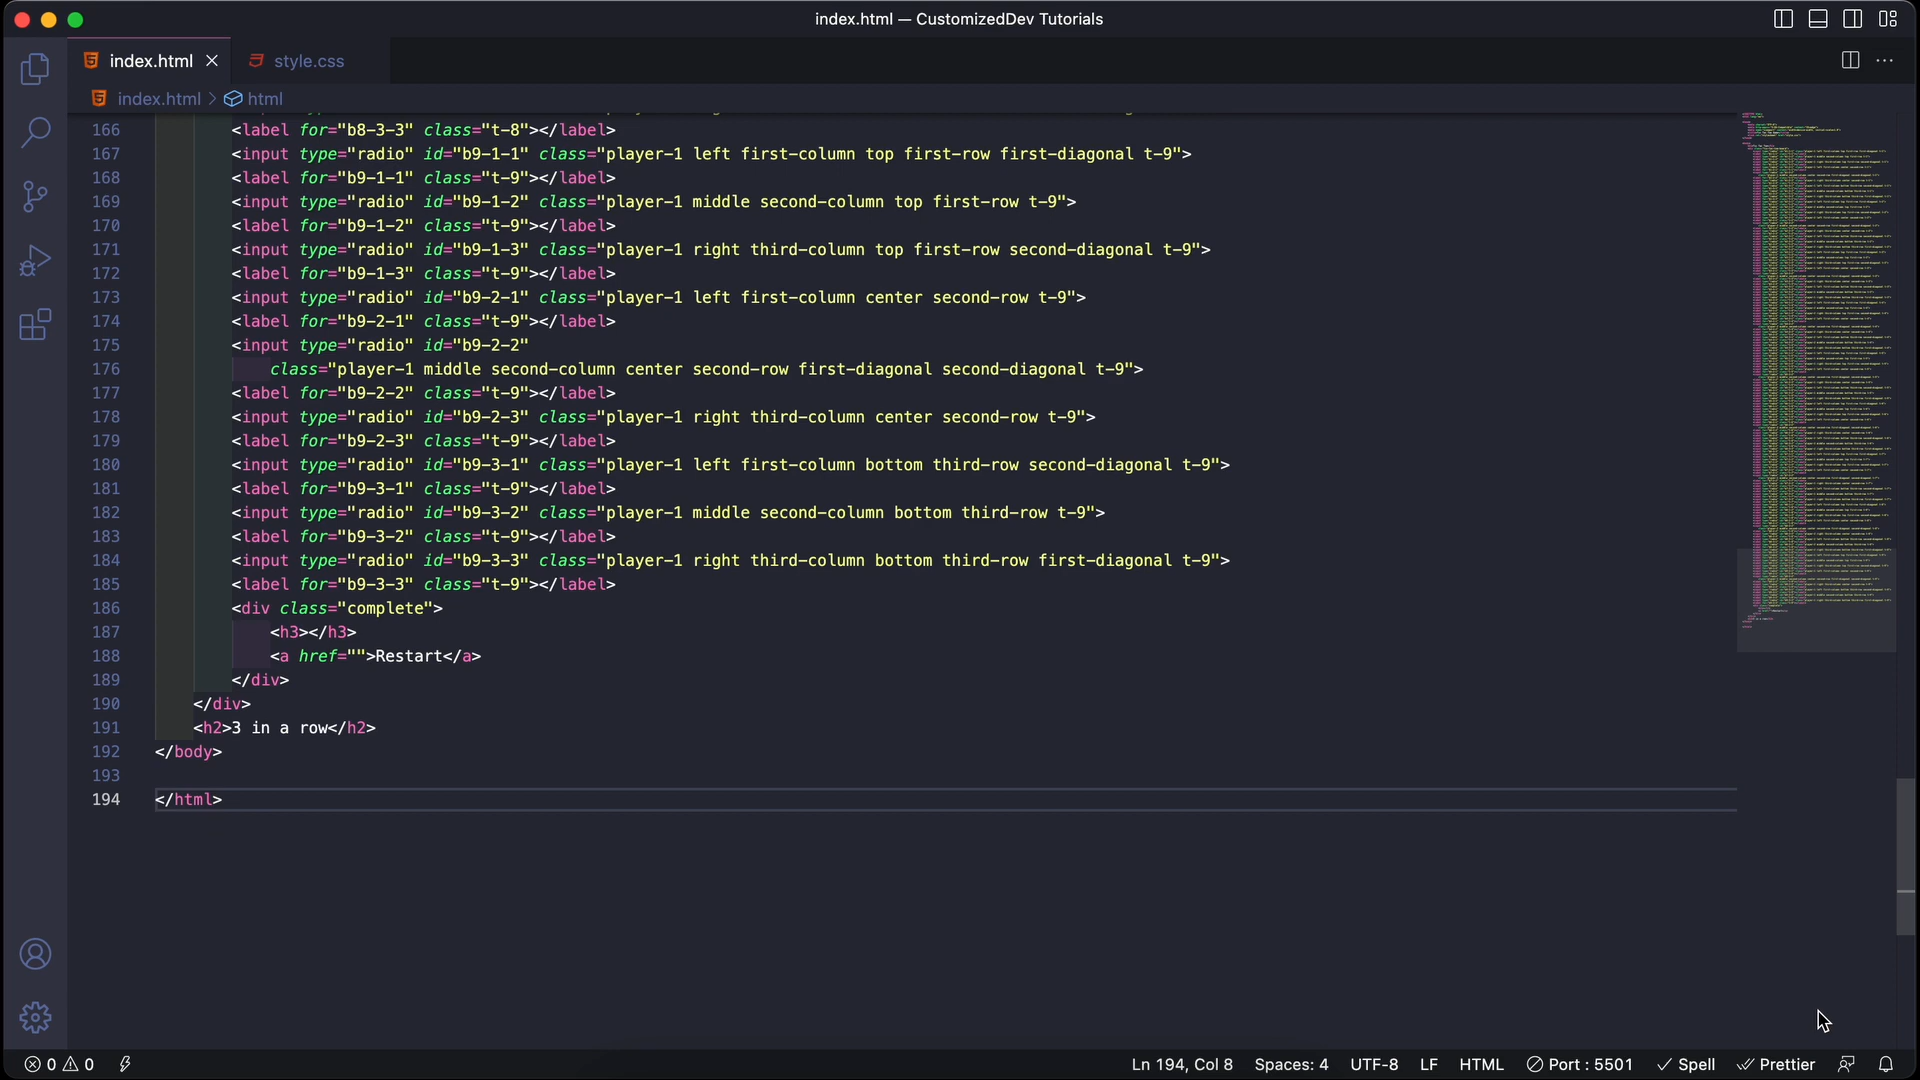 index.html — CustomizedDev Tutorials
index.html
style.css
index.html > html
166 <label for="b8-3-3" class="t-8"></label>
167 <input type="radio" id="b9-1-1" class="player-1 left first-column top first-row first-diagonal t-9">
168 <label for="b9-1-1" class="t-9"></label>
169 <input type="radio" id="b9-1-2" class="player-1 middle second-column top first-row t-9">
170 <label for="b9-1-2" class="t-9"></label>
171 <input type="radio" id="b9-1-3" class="player-1 right third-column top first-row second-diagonal t-9">
172 <label for="b9-1-3" class="t-9"></label>
173 <input type="radio" id="b9-2-1" class="player-1 left first-column center second-row t-9">
174 <label for="b9-2-1" class="t-9"></label>
175 <input type="radio" id="b9-2-2"
176 class="player-1 middle second-column center second-row first-diagonal second-diagonal t-9">
177 <label for="b9-2-2" class="t-9"></label>
178 <input type="radio" id="b9-2-3" class="player-1 right third-column center second-row t-9">
179 <label for="b9-2-3" class="t-9"></label>
180 <input type="radio" id="b9-3-1" class="player-1 left first-column bottom third-row second-diagonal t-9">
181 <label for="b9-3-1" class="t-9"></label>
182 <input type="radio" id="b9-3-2" class="player-1 middle second-column bottom third-row t-9">
183 <label for="b9-3-2" class="t-9"></label>
184 <input type="radio" id="b9-3-3" class="player-1 right third-column bottom third-row first-diagonal t-9">
185 <label for="b9-3-3" class="t-9"></label>
186 <div class="complete">
187 <h3></h3>
188 <a href="">Restart</a>
189 </div>
190 </div>
191 <h2>3 in a row</h2>
192 </body>
193
194 </html>
0 0 Ln 194, Col 8 Spaces: 4 UTF-8 LF HTML Port : 5501 Spell Prettier